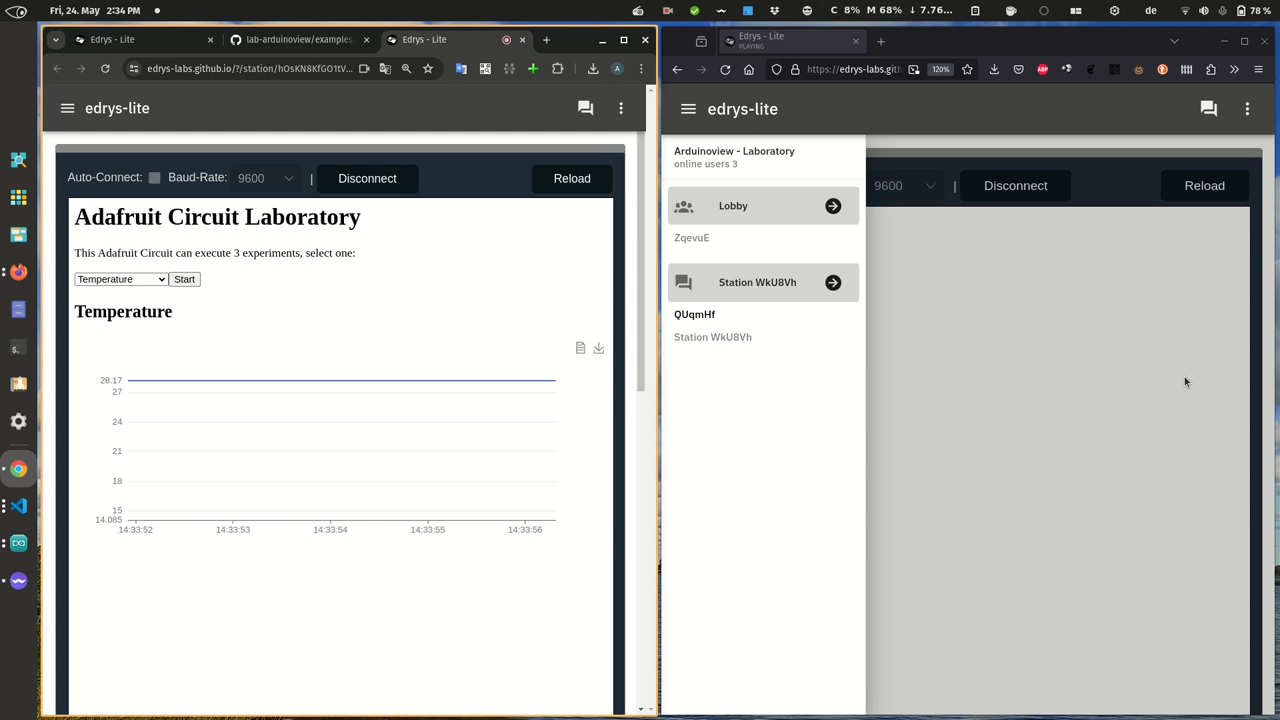 Fri, 24. May 2:34 PM
C 8% M 68% ↓ 7.76...
de
78 %
Edrys - Lite
lab-arduinoview/examples
Edrys - Lite
edrys-labs.github.io/?/station/hOsKN8KfGO1tV...
A
edrys-lite
Auto-Connect:
Baud-Rate:
9600
|
Disconnect
Reload
Adafruit Circuit Laboratory
This Adafruit Circuit can execute 3 experiments, select one:
Temperature
Start
Temperature
28.17
27
24
21
18
15
14.085
14:33:52
14:33:53
14:33:54
14:33:55
14:33:56
Edrys - Lite
PLAYING
https://edrys-labs.gith
120%
ABP
edrys-lite
Arduinoview - Laboratory
online users 3
Lobby
ZqevuE
Station WkU8Vh
QUqmHf
Station WkU8Vh
9600
|
Disconnect
Reload